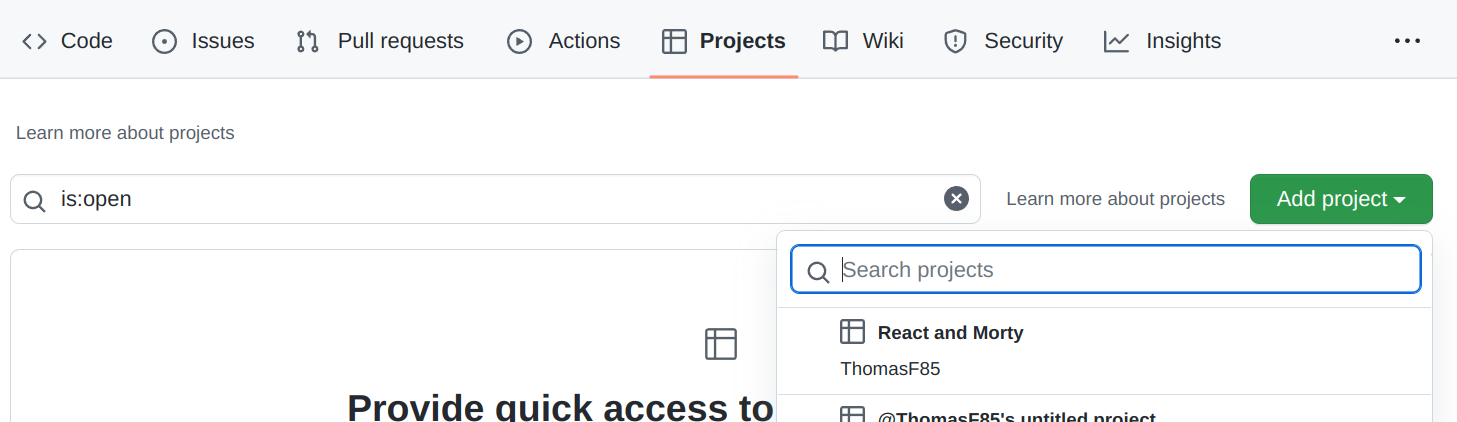 Code Issues Pull requests Actions Projects Wiki Security Insights
Learn more about projects
is:open Learn more about projects Add project
Search projects
React and Morty
ThomasF85
Provide quick access to
@ThomasF85's untitled project